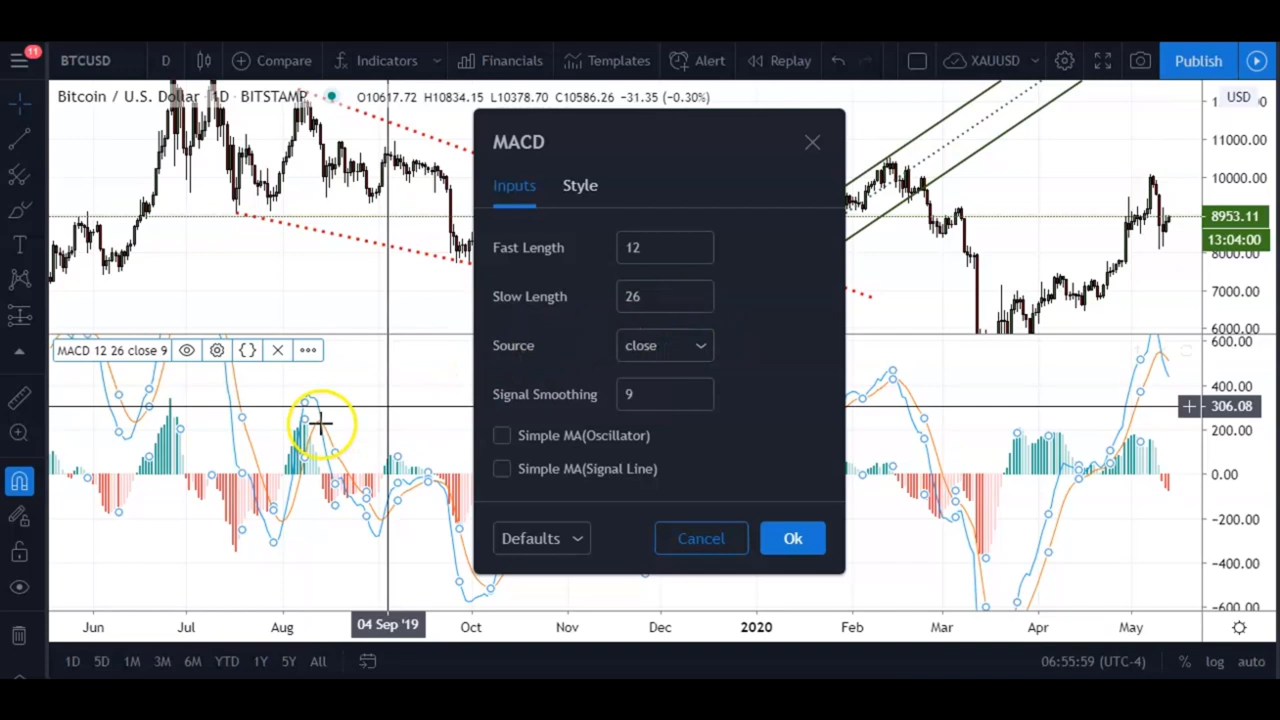 11
BTCUSD D Compare Indicators Financials Templates Alert Replay XAUUSD Publish
Bitcoin / U.S. Dollar 1D · BITSTAMP O10617.72 H10834.15 L10378.70 C10586.26 −31.35 (−0.30%)
USD
11000.00
10000.00
8953.11
13:04:00
8000.00
7000.00
6000.00
MACD
Inputs Style
Fast Length 12
Slow Length 26
Source close
Signal Smoothing 9
Simple MA(Oscillator)
Simple MA(Signal Line)
Defaults Cancel Ok
MACD 12 26 close 9
600.00
400.00
306.08
200.00
0.00
-200.00
-400.00
-600.00
Jun Jul Aug 04 Sep '19 Oct Nov Dec 2020 Feb Mar Apr May
1D 5D 1M 3M 6M YTD 1Y 5Y All 06:55:59 (UTC-4) % log auto